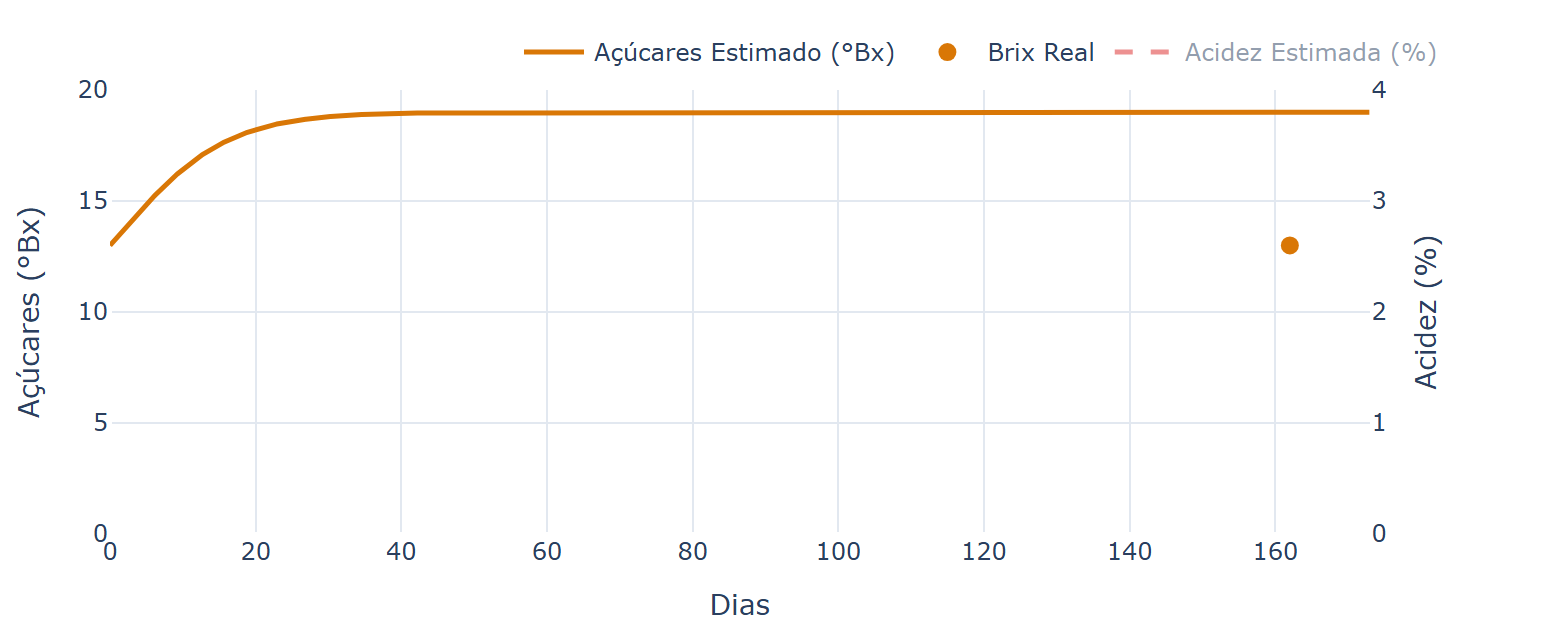 Açúcares Estimado (°Bx) Brix Real Acidez Estimada (%)
20 4
15 3
10 2
5 1
0 0
Açúcares (°Bx)
Acidez (%)
0 20 40 60 80 100 120 140 160
Dias